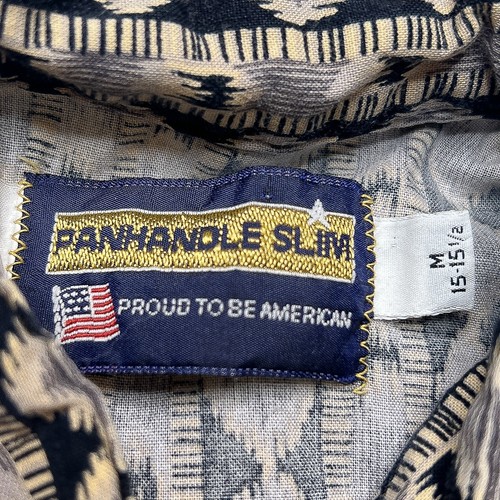 PANHANDLE SLIM
PROUD TO BE AMERICAN
M
15-15 1/2